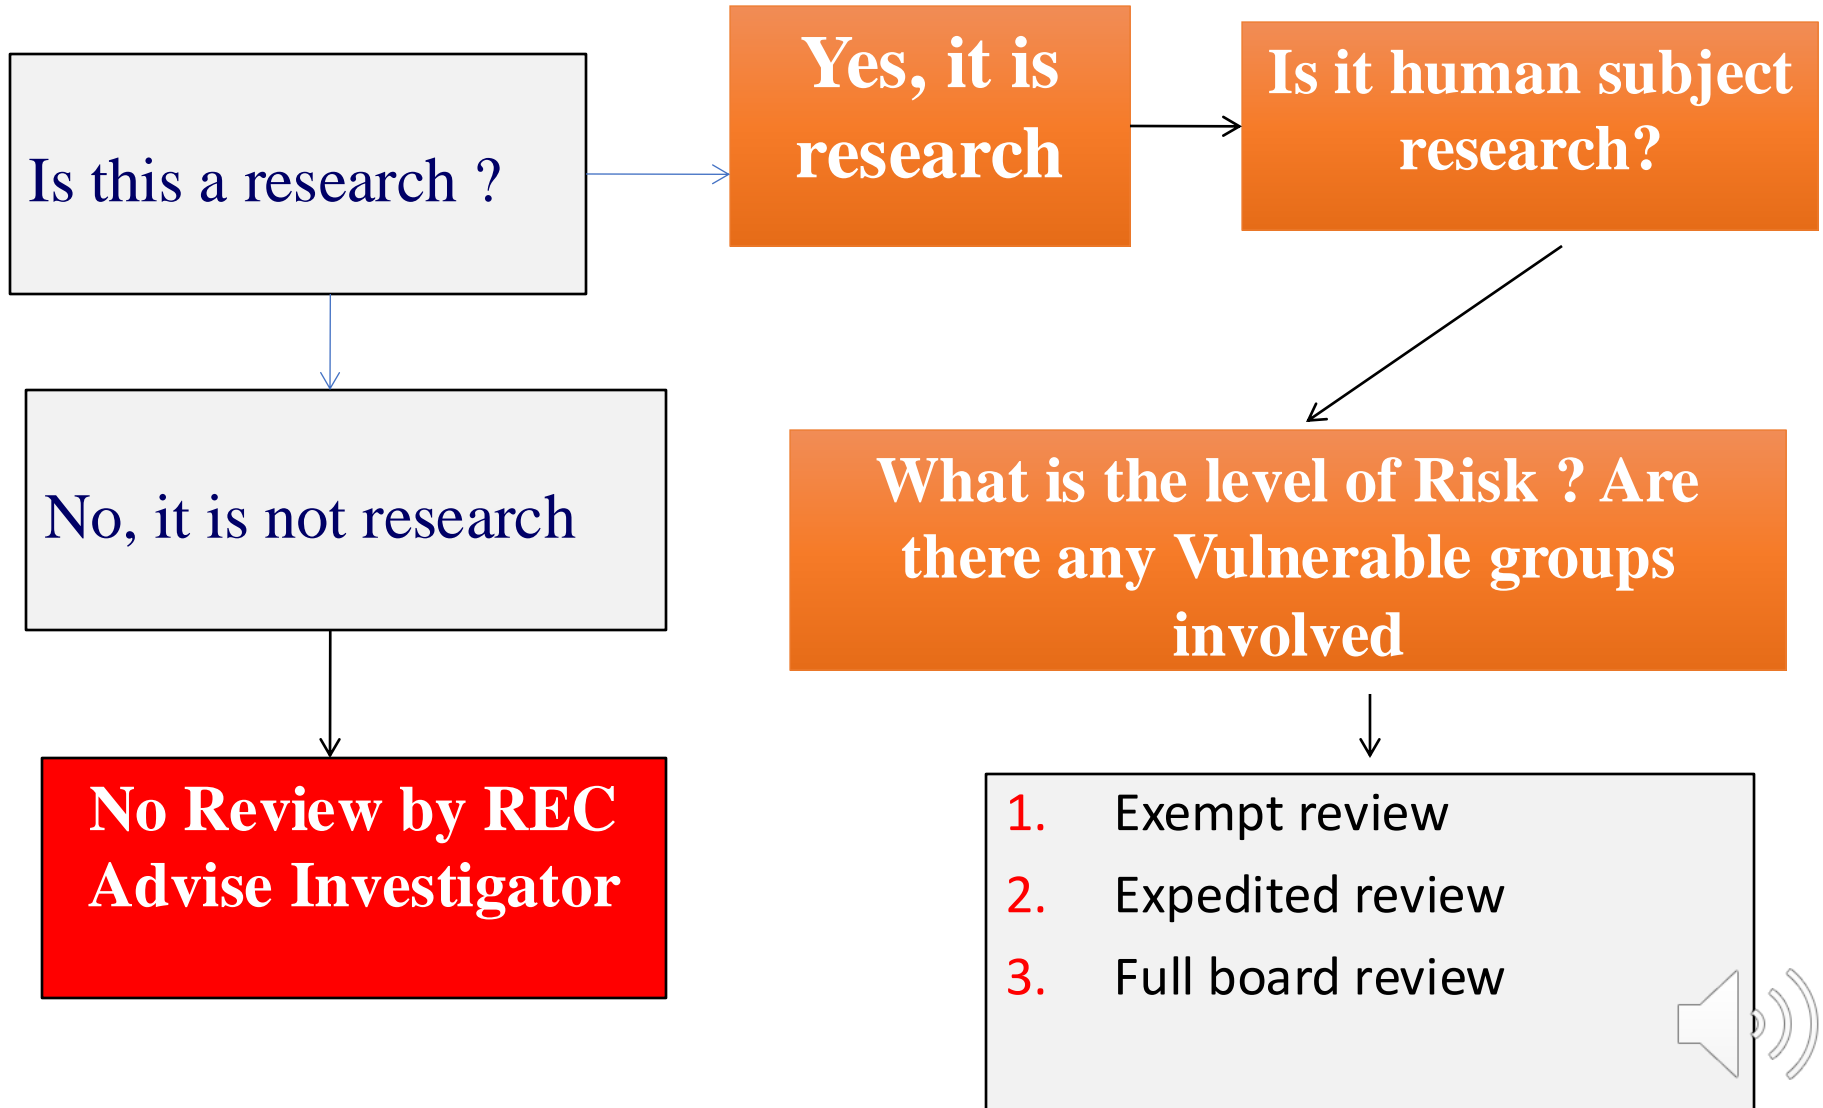 Is this a research ?
Yes, it is
research
Is it human subject
research?
No, it is not research
What is the level of Risk ? Are
there any Vulnerable groups
involved
No Review by REC
Advise Investigator
1. Exempt review
2. Expedited review
3. Full board review